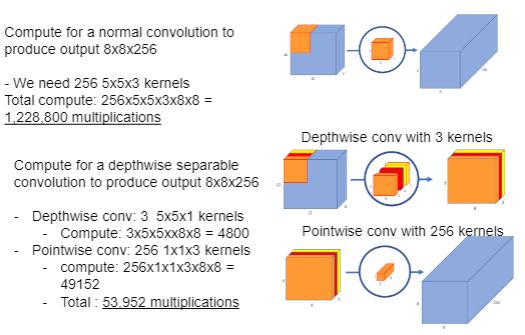 Compute for a normal convolution to
produce output 8x8x256
- We need 256 5x5x3 kernels
Total compute: 256x5x5x3x8x8 =
1,228,800 multiplications
Depthwise conv with 3 kernels
Compute for a depthwise separable
convolution to produce output 8x8x256
- Depthwise conv: 3 5x5x1 kernels
- Compute: 3x5x5xx8x8 = 4800
- Pointwise conv: 256 1x1x3 kernels
- compute: 256x1x1x3x8x8 =
49152
- Total : 53,952 multiplications
Pointwise conv with 256 kernels